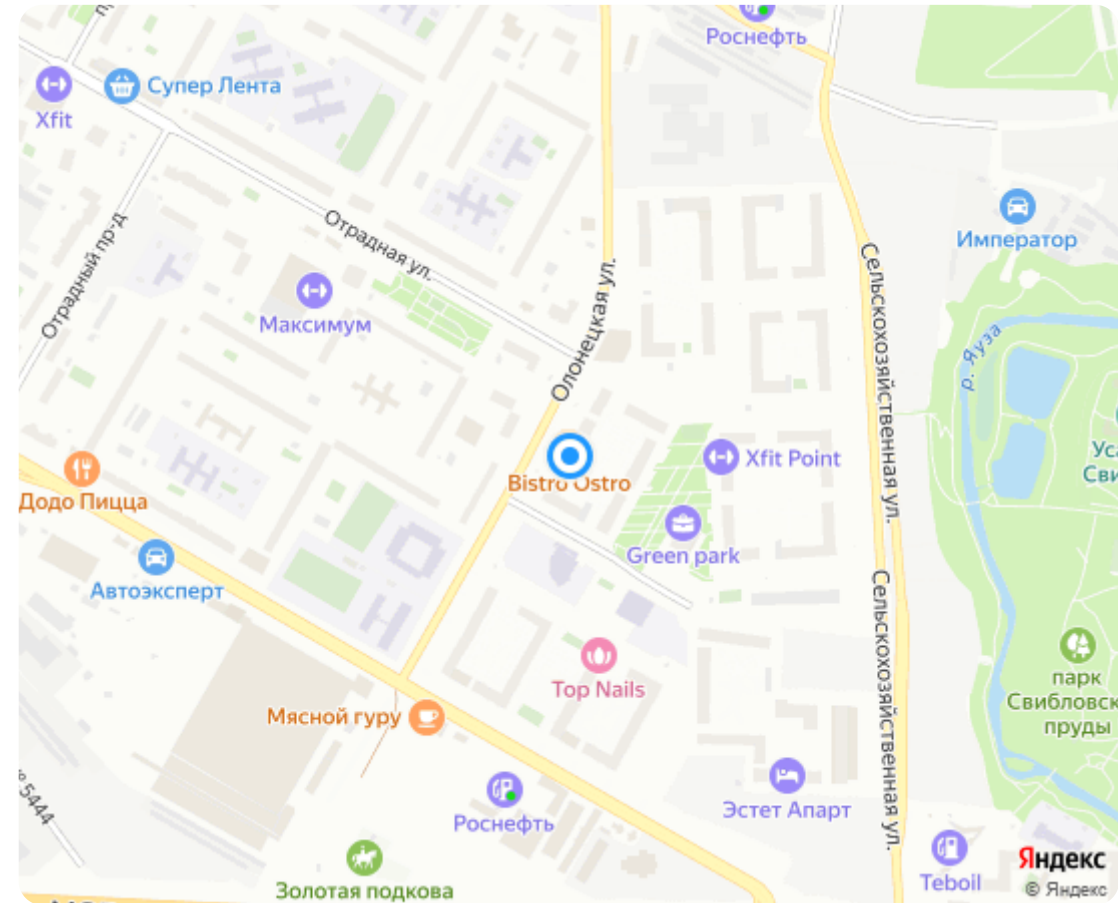 Роснефть
Супер Лента
Xfit
Отрадная ул.
Отрадный пр-д
Император
Сельскохозяйственная ул.
Олонецкая ул.
Максимум
р. Яуза
Xfit Point
Bistro Ostro
Додо Пицца
Green park
Автоэксперт
Сельскохозяйственная ул.
Top Nails
парк
Свибловск
пруды
Мясной гуру
Эстет Апарт
Роснефть
5444
Золотая подкова
Teboil
Яндекс
© Яндекс